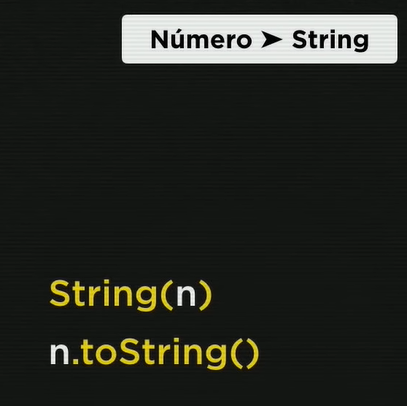 Número ➤ String
String(n)
n.toString()